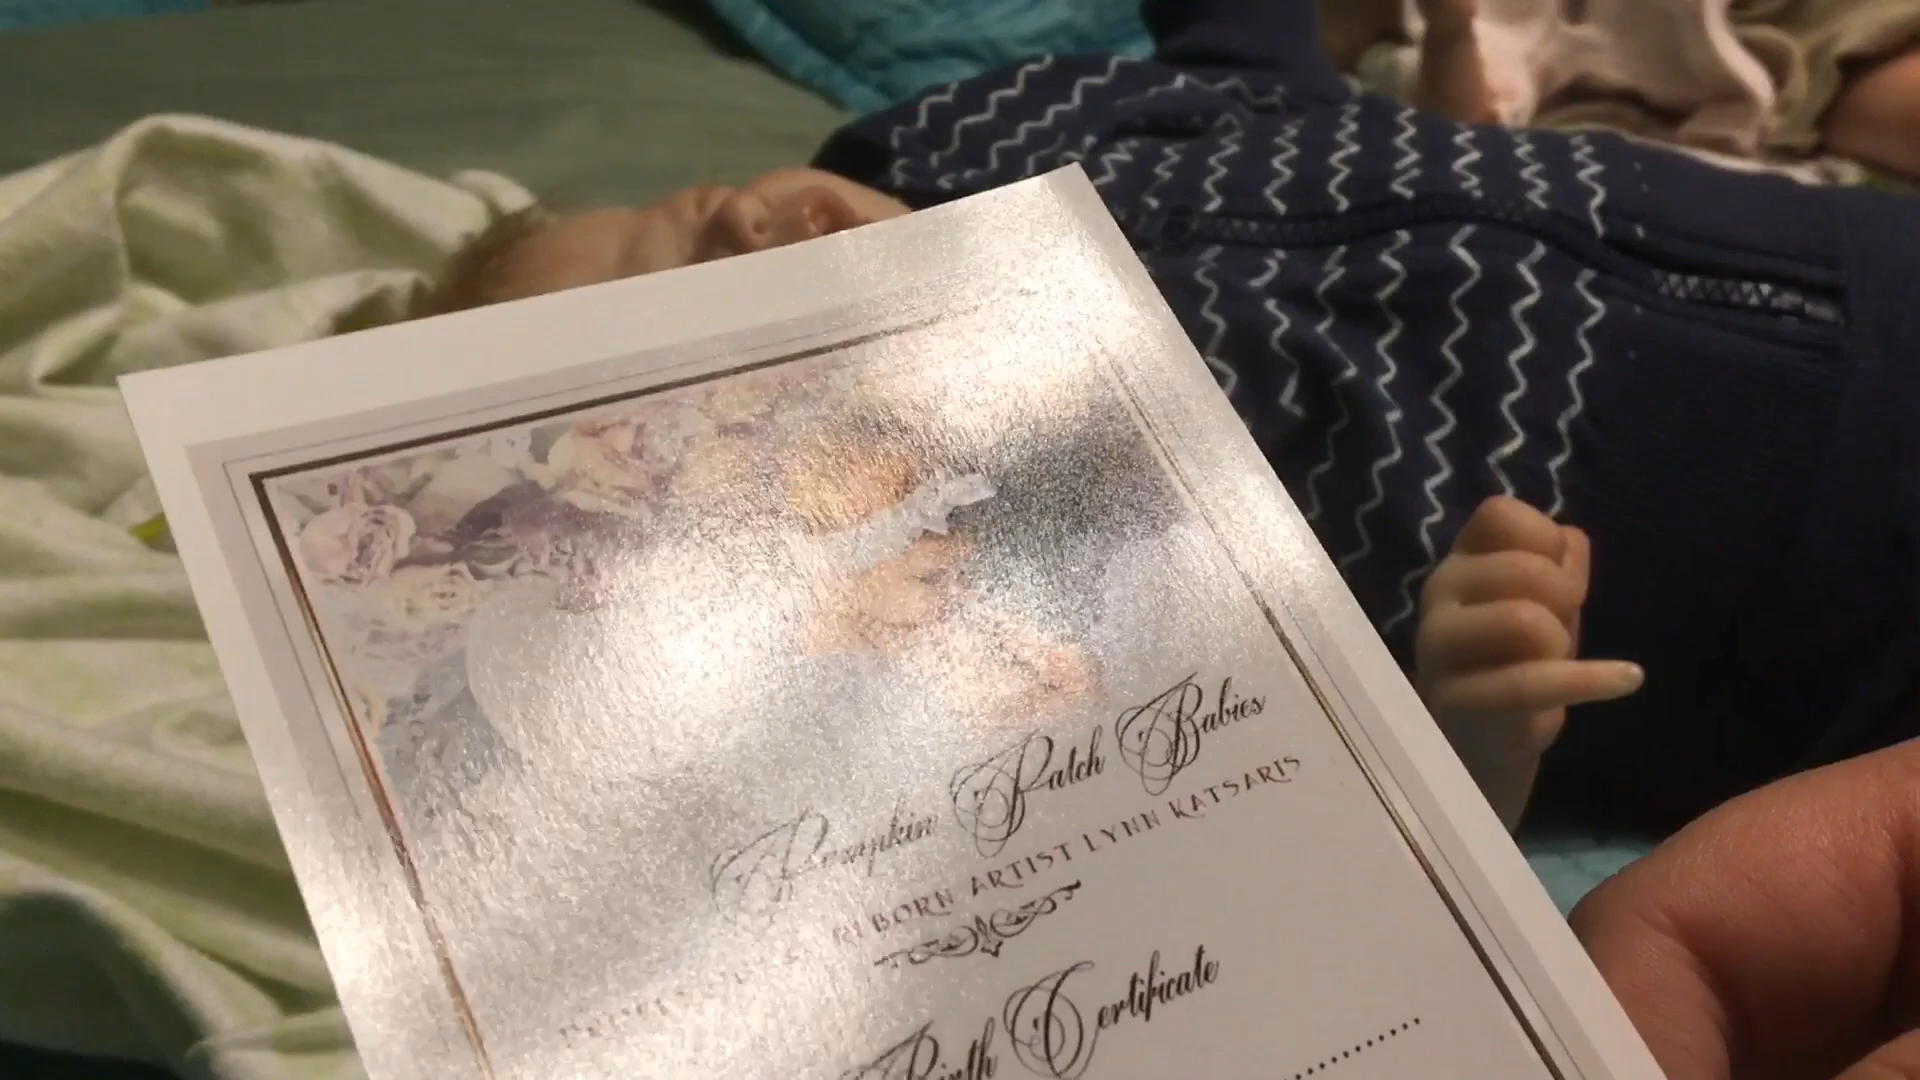 Pumpkin Patch Babies
REBORN ARTIST LYNN KATSARIS
Birth Certificate